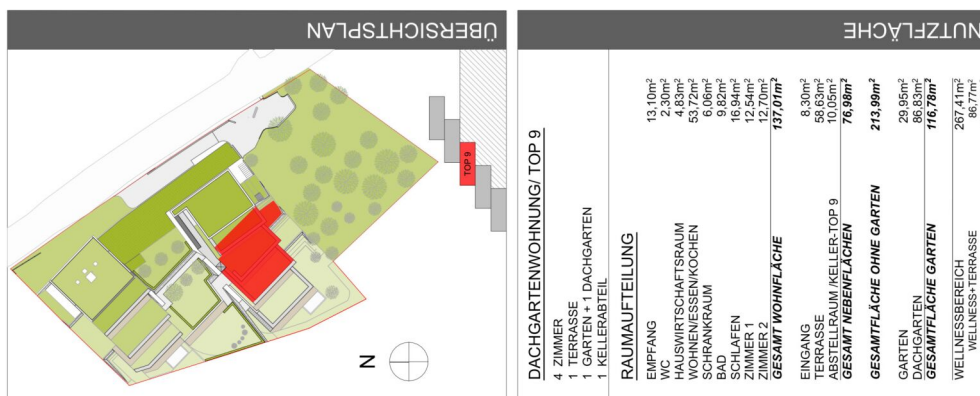 ÜBERSICHTSPLAN
TOP 9
N
NUTZFLÄCHE
DACHGARTENWOHNUNG/ TOP 9
4 ZIMMER
1 TERRASSE
1 GARTEN + 1 DACHGARTEN
1 KELLERABTEIL
RAUMAUFTEILUNG
EMPFANG 13,10m²
WC 2,30m²
HAUSWIRTSCHAFTSRAUM 4,83m²
WOHNEN/ESSEN/KOCHEN 53,72m²
SCHRANKRAUM 6,06m²
BAD 9,82m²
SCHLAFEN 16,94m²
ZIMMER 1 12,54m²
ZIMMER 2 12,70m²
GESAMT WOHNFLÄCHE 137,01m²
EINGANG 8,30m²
TERRASSE 58,63m²
ABSTELLRAUM /KELLER-TOP 9 10,05m²
GESAMT NEBENFLÄCHEN 76,98m²
GESAMTFLÄCHE OHNE GARTEN 213,99m²
GARTEN 29,95m²
DACHGARTEN 86,83m²
GESAMTFLÄCHE GARTEN 116,78m²
WELLNESSBEREICH 267,41m²
WELLNESS+TERRASSE 86,77m²